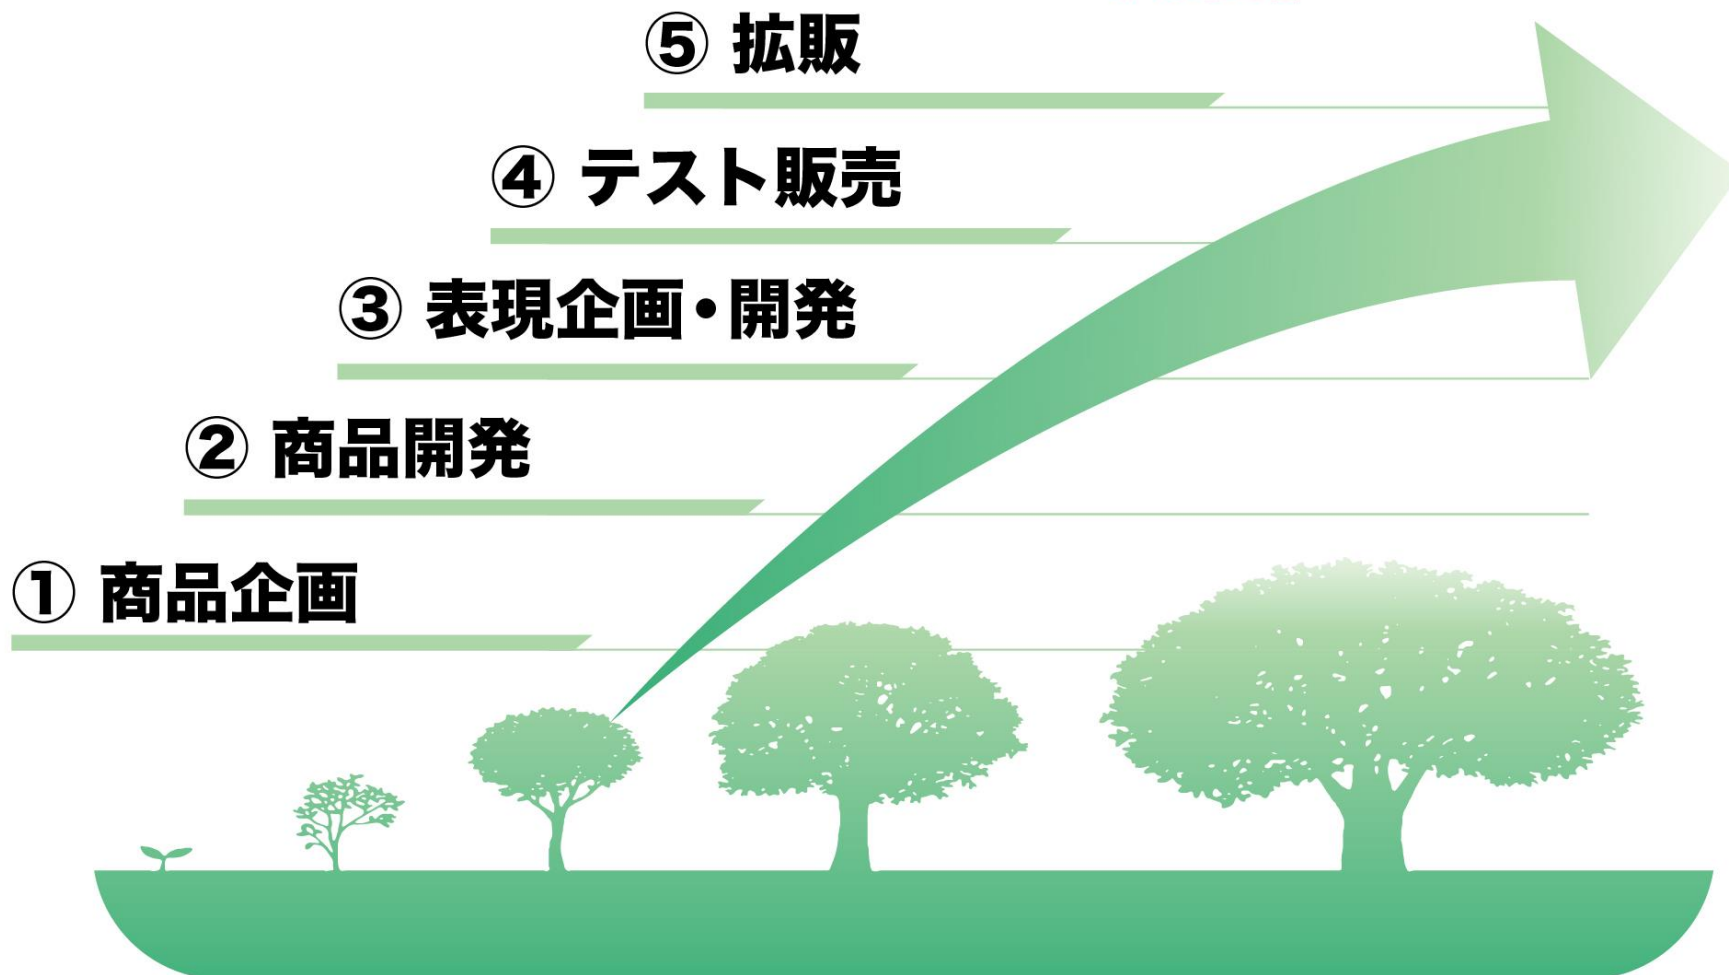 ⑤ 拡販
④ テスト販売
③ 表現企画・開発
② 商品開発
① 商品企画